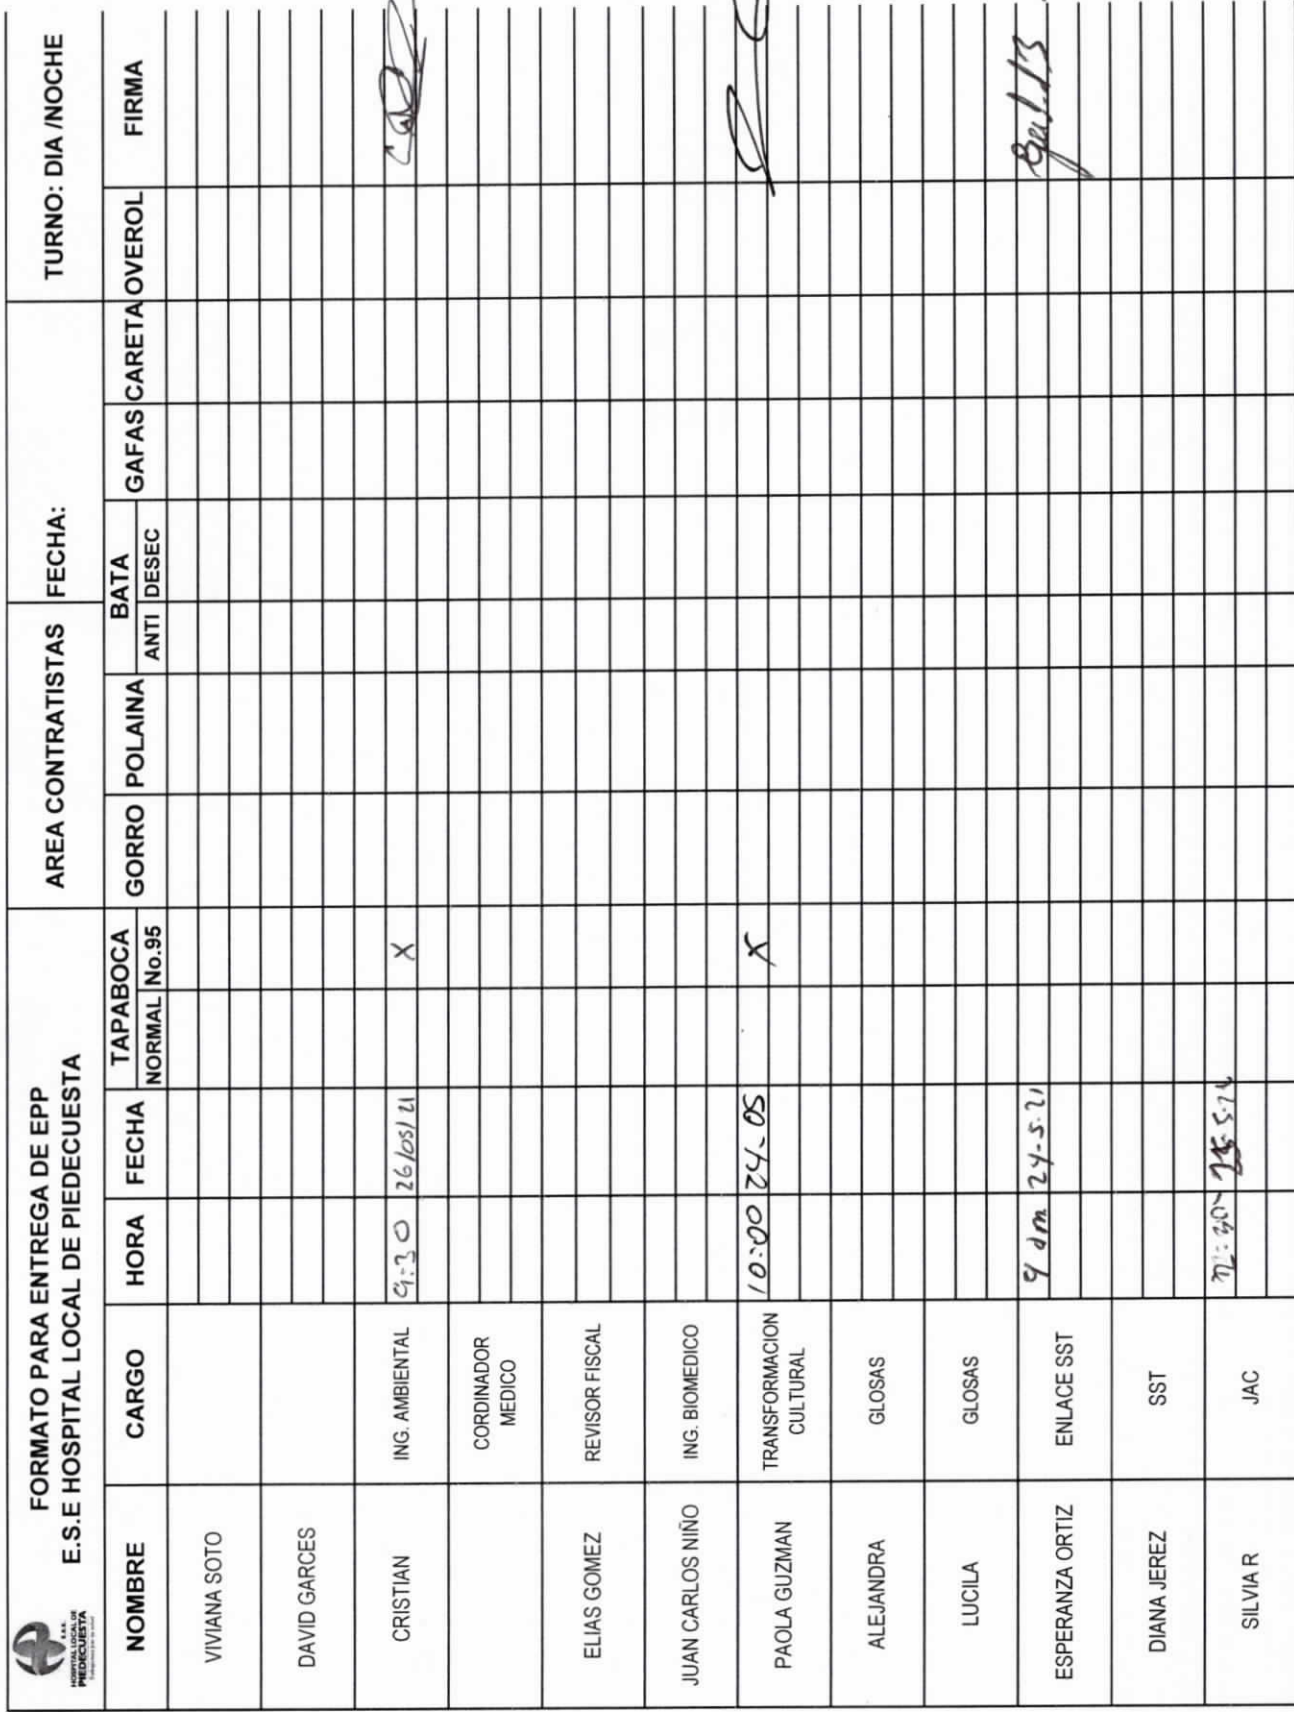 HOSPITAL LOCAL DE
PIEDECUESTA
FORMATO PARA ENTREGA DE EPP
E.S.E HOSPITAL LOCAL DE PIEDECUESTA
AREA CONTRATISTAS
FECHA:
TURNO: DIA /NOCHE
NOMBRE CARGO HORA FECHA TAPABOCA GORRO POLAINA BATA GAFAS CARETA OVEROL FIRMA
NORMAL No.95 ANTI DESEC
VIVIANA SOTO
DAVID GARCES
CRISTIAN ING. AMBIENTAL 9:30 26/05/21 X
CORDINADOR
MEDICO
ELIAS GOMEZ REVISOR FISCAL
JUAN CARLOS NIÑO ING. BIOMEDICO
PAOLA GUZMAN TRANSFORMACION
CULTURAL
10:00 24-05 X
ALEJANDRA GLOSAS
LUCILA GLOSAS
ESPERANZA ORTIZ ENLACE SST 9 am 24-5-21
DIANA JEREZ SST
SILVIA R JAC